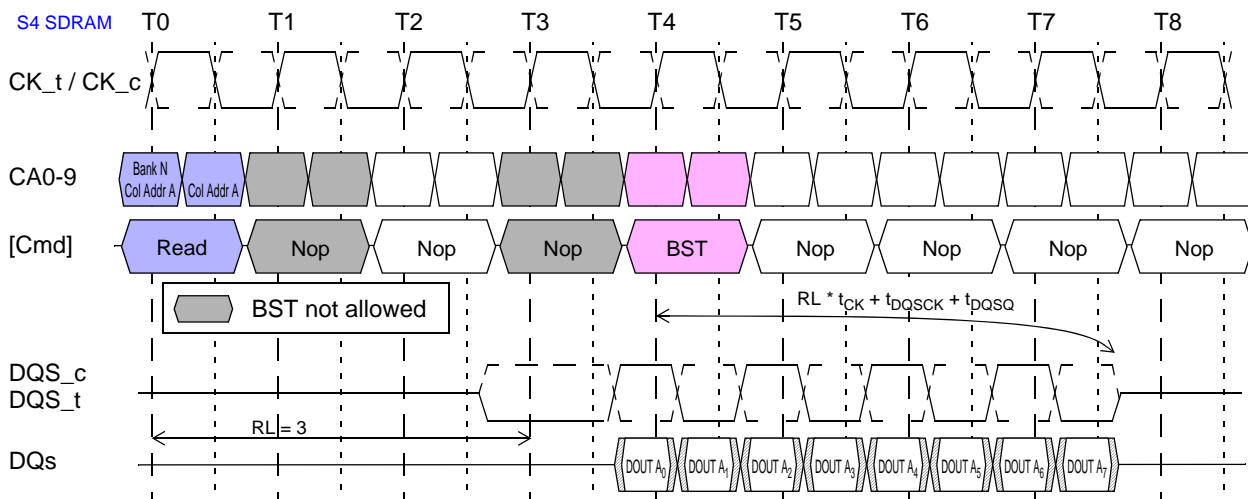 S4 SDRAM T0 T1 T2 T3 T4 T5 T6 T7 T8
CK_t / CK_c
CA0-9
Bank N
Col Addr A
Col Addr A
[Cmd] Read Nop Nop Nop BST Nop Nop Nop Nop
BST not allowed
RL * tCK + tDQSCK + tDQSQ
DQS_c
DQS_t
RL = 3
DQs DOUT A0 DOUT A1 DOUT A2 DOUT A3 DOUT A4 DOUT A5 DOUT A6 DOUT A7